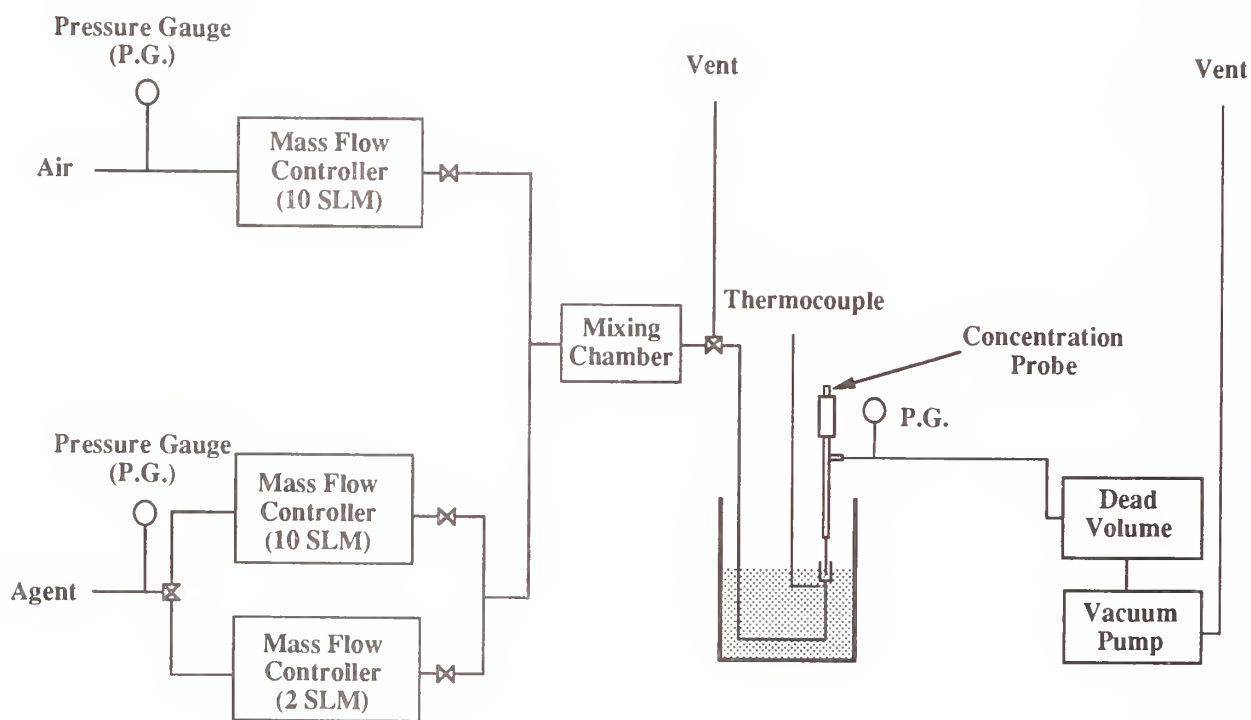 Pressure Gauge
(P.G.)
Air
Mass Flow
Controller
(10 SLM)
Vent
Vent
Mixing
Chamber
Thermocouple
Concentration
Probe
P.G.
Pressure Gauge
(P.G.)
Agent
Mass Flow
Controller
(10 SLM)
Mass Flow
Controller
(2 SLM)
Dead
Volume
Vacuum
Pump